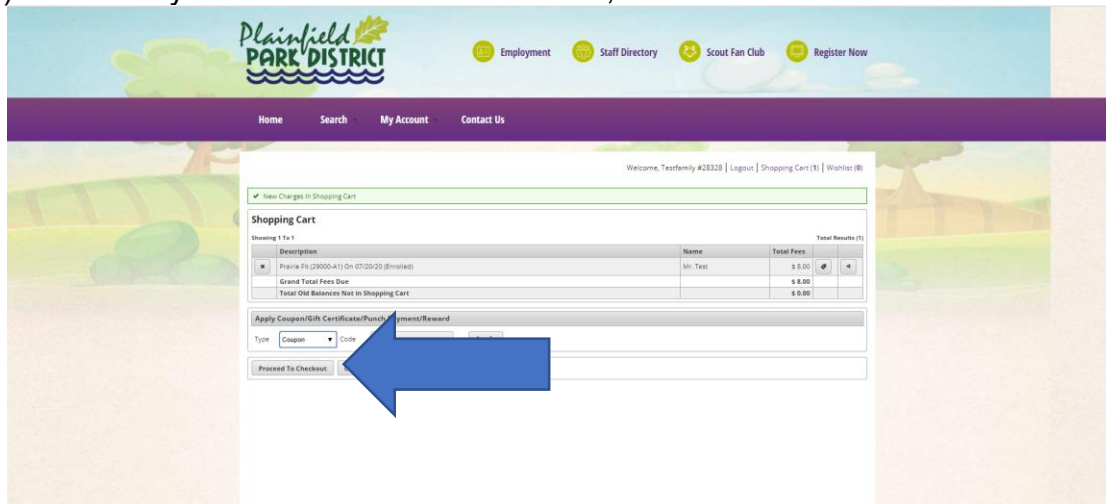 Plainfield
PARK DISTRICT
Employment Staff Directory Scout Fan Club Register Now
Home Search My Account Contact Us
Welcome, Testfamily #28328 | Logout | Shopping Cart (1) | Wishlist (0)
✔ New Charges In Shopping Cart
Shopping Cart
Showing 1 To 1 Total Results (1)
Description Name Total Fees
Prairie Fit (29000-A1) On 07/20/20 (Enrolled) Mr. Test $ 8.00
Grand Total Fees Due $ 8.00
Total Old Balances Not in Shopping Cart $ 0.00
Apply Coupon/Gift Certificate/Punch Payment/Reward
Type Coupon Code
Proceed To Checkout